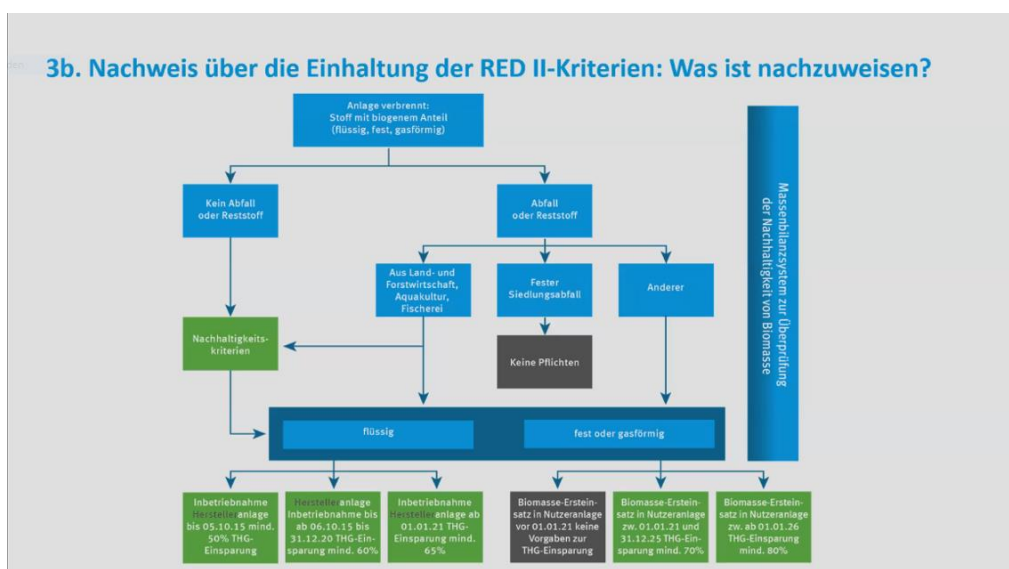 3b. Nachweis über die Einhaltung der RED II-Kriterien: Was ist nachzuweisen?
Anlage verbrennt:
Stoff mit biogenem Anteil
(flüssig, fest, gasförmig)
Kein Abfall
oder Reststoff
Abfall
oder Reststoff
Aus Land- und
Forstwirtschaft,
Aquakultur,
Fischerei
Fester
Siedlungsabfall
Anderer
Nachhaltigkeits-
kriterien
Keine Pflichten
flüssig
fest oder gasförmig
Inbetriebnahme
Herstelleranlage
bis 05.10.15 mind.
50% THG-
Einsparung
Herstelleranlage
Inbetriebnahme bis
ab 06.10.15 bis
31.12.20 THG-Ein-
sparung mind. 60%
Inbetriebnahme
Herstelleranlage ab
01.01.21 THG-
Einsparung mind.
65%
Biomasse-Erstein-
satz in Nutzeranlage
vor 01.01.21 keine
Vorgaben zur
THG-Einsparung
Biomasse-Erstein-
satz in Nutzeranlage
zw. 01.01.21 und
31.12.25 THG-Ein-
sparung mind. 70%
Biomasse-Erstein-
satz in Nutzeranlage
zw. ab 01.01.26
THG-Einsparung
mind. 80%
Massenbilanzsystem zur Überprüfung
der Nachhaltigkeit von Biomasse